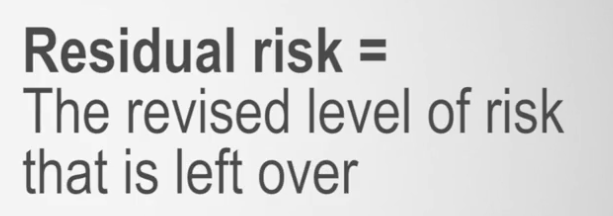 Residual risk =
The revised level of risk
that is left over